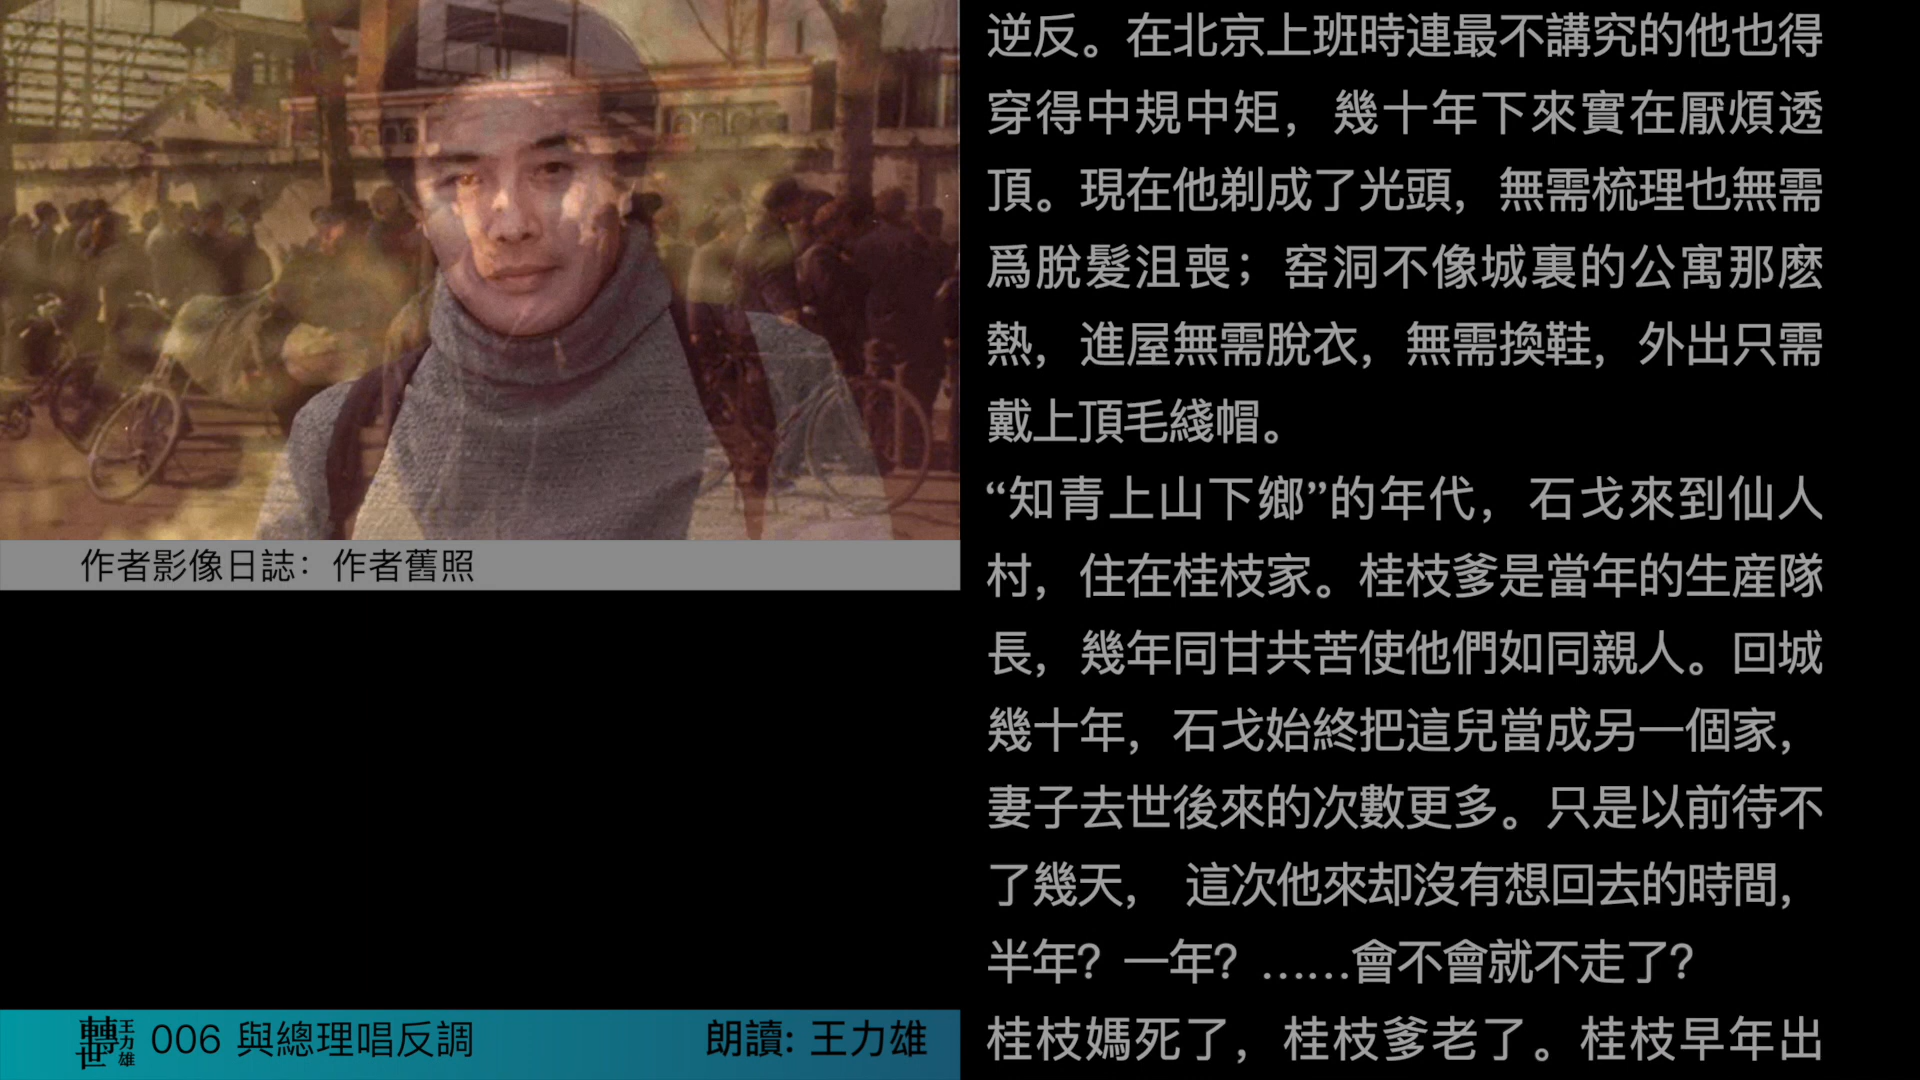 逆反。在北京上班時連最不講究的他也得
穿得中規中矩，幾十年下來實在厭煩透
頂。現在他剃成了光頭，無需梳理也無需
爲脫髮沮喪；窑洞不像城裏的公寓那麽
熱，進屋無需脫衣，無需換鞋，外出只需
戴上頂毛綫帽。
“知青上山下鄉”的年代，石戈來到仙人
村，住在桂枝家。桂枝爹是當年的生産隊
長，幾年同甘共苦使他們如同親人。回城
幾十年，石戈始終把這兒當成另一個家，
妻子去世後來的次數更多。只是以前待不
了幾天， 這次他來却沒有想回去的時間，
半年？一年？……會不會就不走了？
桂枝媽死了，桂枝爹老了。桂枝早年出
作者影像日誌：作者舊照
轉世 王力雄 006 與總理唱反調 朗讀: 王力雄